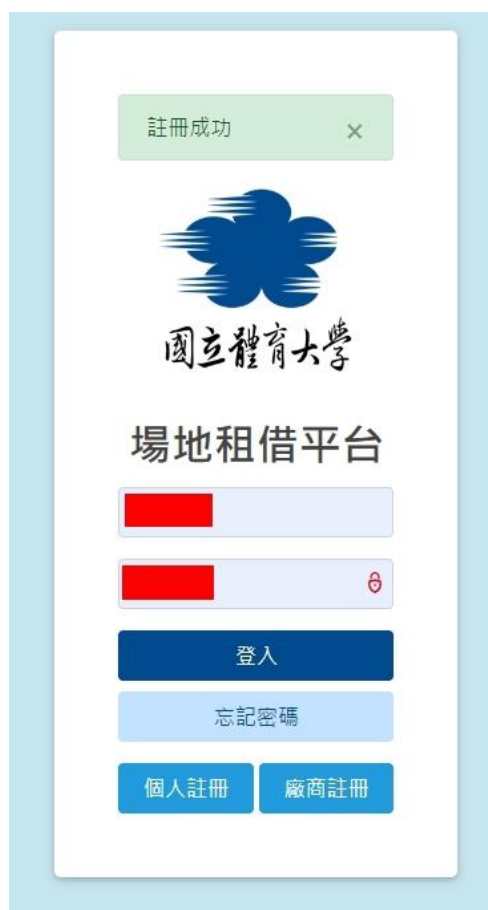 註冊成功 ×
國立體育大學
場地租借平台
登入
忘記密碼
個人註冊 廠商註冊